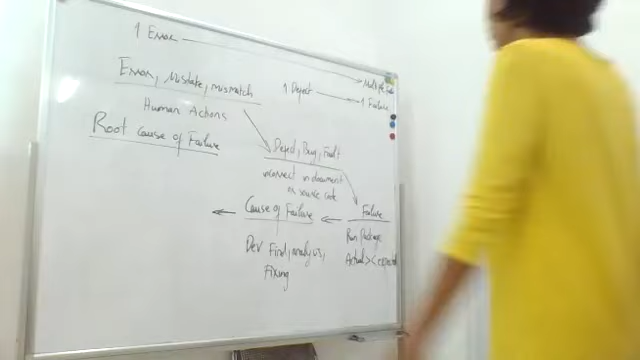 1 Error
Multiple
Error, Mistake, mismatch
1 Defect
1 Failure
Human Actions
Root cause of Failure
Defect, Bug, Fault
incorrect in document
or source code
Cause of Failure
Failure
Run Package
Dev Find, analysis,
Fixing
Actual >< expected